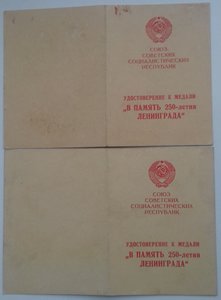 СОЮЗ
СОВЕТСКИХ
СОЦИАЛИСТИЧЕСКИХ
РЕСПУБЛИК
УДОСТОВЕРЕНИЕ К МЕДАЛИ
„В ПАМЯТЬ 250-летия
ЛЕНИНГРАДА“
СОЮЗ
СОВЕТСКИХ
СОЦИАЛИСТИЧЕСКИХ
РЕСПУБЛИК
УДОСТОВЕРЕНИЕ К МЕДАЛИ
„В ПАМЯТЬ 250-летия
ЛЕНИНГРАДА“